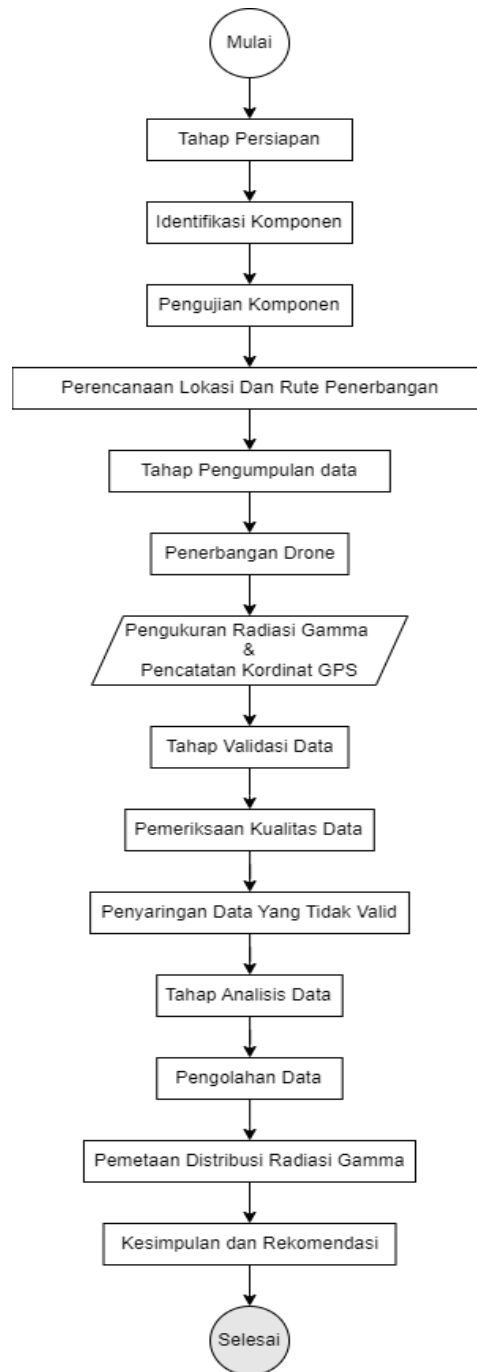 Mulai
Tahap Persiapan
Identifikasi Komponen
Pengujian Komponen
Perencanaan Lokasi Dan Rute Penerbangan
Tahap Pengumpulan data
Penerbangan Drone
Pengukuran Radiasi Gamma
&
Pencatatan Kordinat GPS
Tahap Validasi Data
Pemeriksaan Kualitas Data
Penyaringan Data Yang Tidak Valid
Tahap Analisis Data
Pengolahan Data
Pemetaan Distribusi Radiasi Gamma
Kesimpulan dan Rekomendasi
Selesai